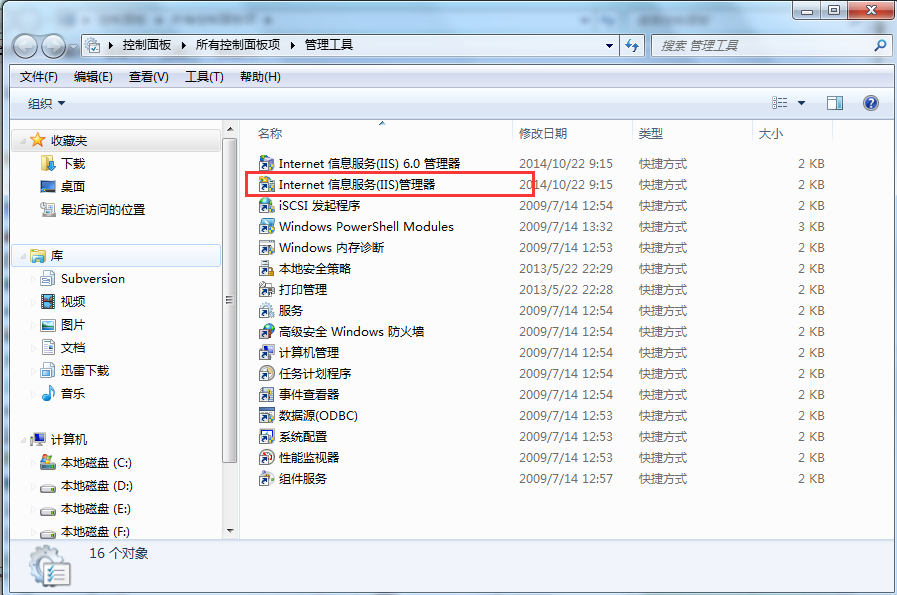 控制面板 ▸ 所有控制面板项 ▸ 管理工具
搜索 管理工具
文件(F) 编辑(E) 查看(V) 工具(T) 帮助(H)
组织
收藏夹
下载
桌面
最近访问的位置
库
Subversion
视频
图片
文档
迅雷下载
音乐
计算机
本地磁盘 (C:)
本地磁盘 (D:)
本地磁盘 (E:)
本地磁盘 (F:)
名称 修改日期 类型 大小
Internet 信息服务(IIS) 6.0 管理器 2014/10/22 9:15 快捷方式 2 KB
Internet 信息服务(IIS)管理器 2014/10/22 9:15 快捷方式 2 KB
iSCSI 发起程序 2009/7/14 12:54 快捷方式 2 KB
Windows PowerShell Modules 2009/7/14 13:32 快捷方式 3 KB
Windows 内存诊断 2009/7/14 12:53 快捷方式 2 KB
本地安全策略 2013/5/22 22:29 快捷方式 2 KB
打印管理 2013/5/22 22:28 快捷方式 2 KB
服务 2009/7/14 12:54 快捷方式 2 KB
高级安全 Windows 防火墙 2009/7/14 12:54 快捷方式 2 KB
计算机管理 2009/7/14 12:54 快捷方式 2 KB
任务计划程序 2009/7/14 12:54 快捷方式 2 KB
事件查看器 2009/7/14 12:54 快捷方式 2 KB
数据源(ODBC) 2009/7/14 12:53 快捷方式 2 KB
系统配置 2009/7/14 12:53 快捷方式 2 KB
性能监视器 2009/7/14 12:53 快捷方式 2 KB
组件服务 2009/7/14 12:57 快捷方式 2 KB
16 个对象